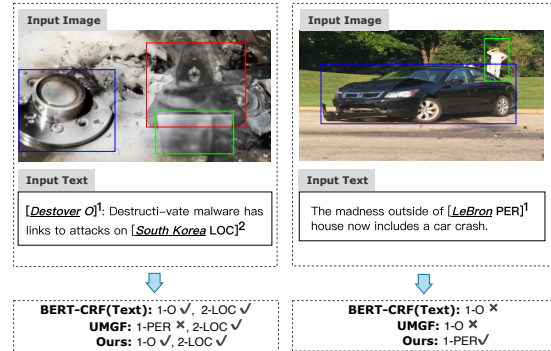 Input Image
Input Text
[Destover O]1: Destructi-vate malware has
links to attacks on [South Korea LOC]2
BERT-CRF(Text): 1-O ✓, 2-LOC ✓
UMGF: 1-PER ×, 2-LOC ✓
Ours: 1-O ✓, 2-LOC ✓
Input Image
Input Text
The madness outside of [LeBron PER]1
house now includes a car crash.
BERT-CRF(Text): 1-O ×
UMGF: 1-O ×
Ours: 1-PER✓